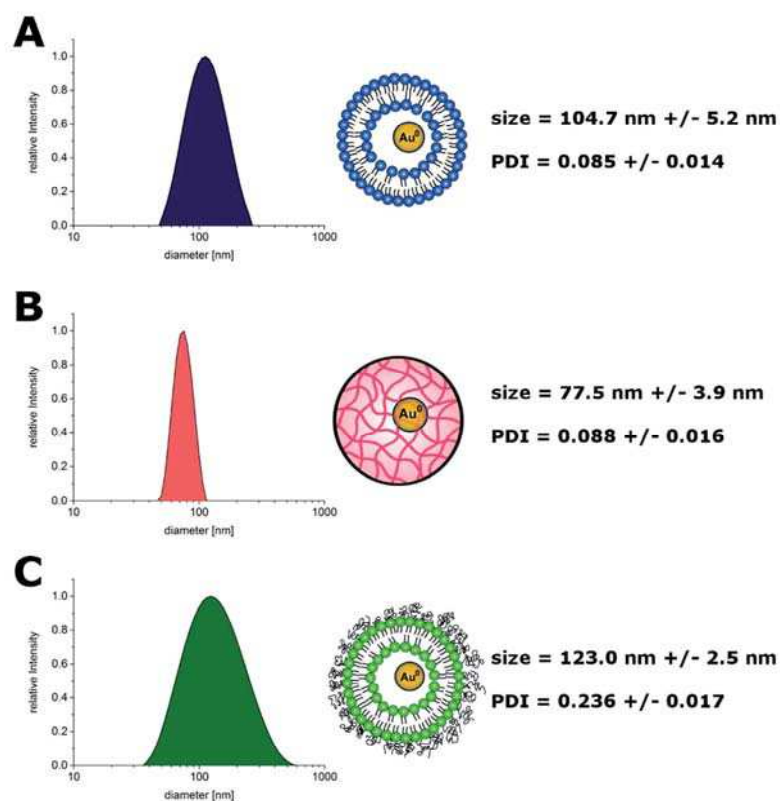 A
relative Intensity
1.0
0.8
0.6
0.4
0.2
0.0
10
100
1000
diameter [nm]
Au⁰
size = 104.7 nm +/- 5.2 nm
PDI = 0.085 +/- 0.014
B
relative Intensity
1.0
0.8
0.6
0.4
0.2
0.0
10
100
1000
diameter [nm]
Au⁰
size = 77.5 nm +/- 3.9 nm
PDI = 0.088 +/- 0.016
C
relative Intensity
1.0
0.8
0.6
0.4
0.2
0.0
10
100
1000
diameter [nm]
Au⁰
size = 123.0 nm +/- 2.5 nm
PDI = 0.236 +/- 0.017